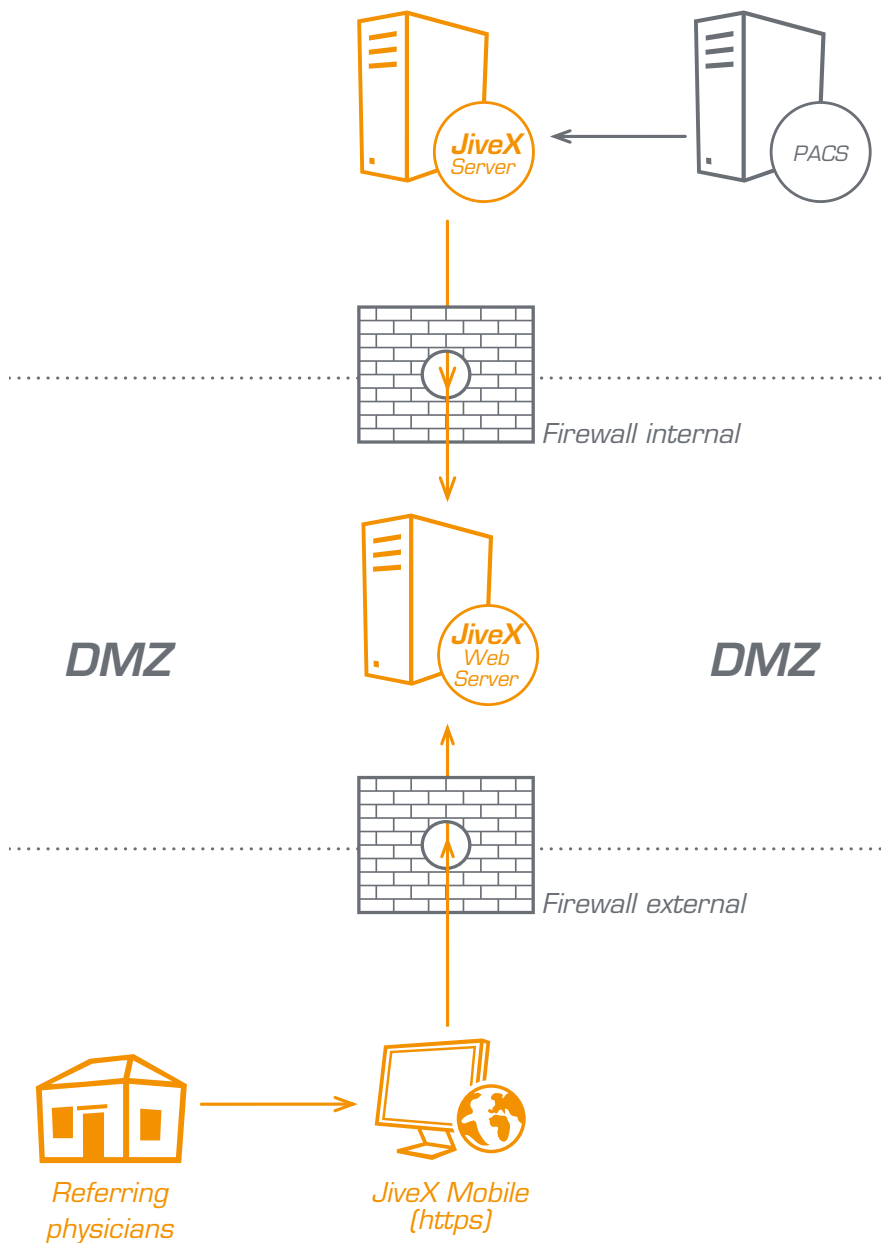 JiveX
Server
PACS
Firewall internal
DMZ
JiveX
Web
Server
DMZ
Firewall external
Referring
physicians
JiveX Mobile
(https)